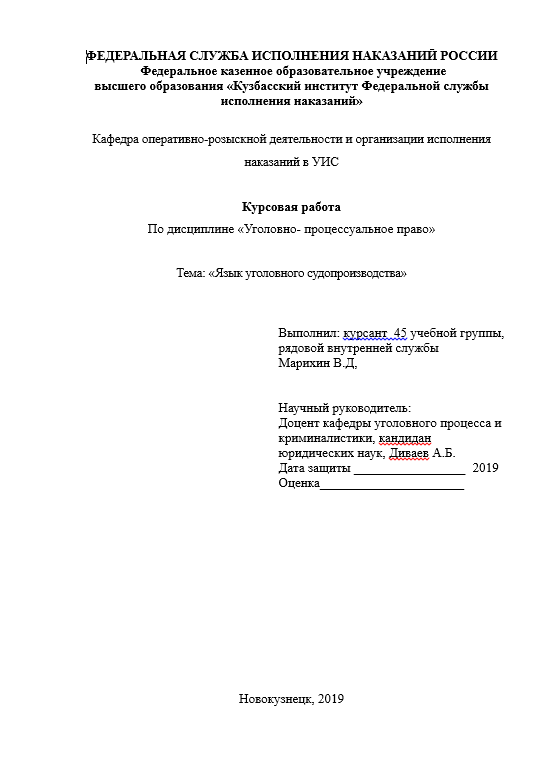 ФЕДЕРАЛЬНАЯ СЛУЖБА ИСПОЛНЕНИЯ НАКАЗАНИЙ РОССИИ
Федеральное казенное образовательное учреждение
высшего образования «Кузбасский институт Федеральной службы
исполнения наказаний»
Кафедра оперативно-розыскной деятельности и организации исполнения
наказаний в УИС
Курсовая работа
По дисциплине «Уголовно- процессуальное право»
Тема: «Язык уголовного судопроизводства»
Выполнил: курсант 45 учебной группы,
рядовой внутренней службы
Марихин В.Д,
Научный руководитель:
Доцент кафедры уголовного процесса и
криминалистики, кандидан
юридических наук, Диваев А.Б.
Дата защиты __________________ 2019
Оценка_______________________
Новокузнецк, 2019